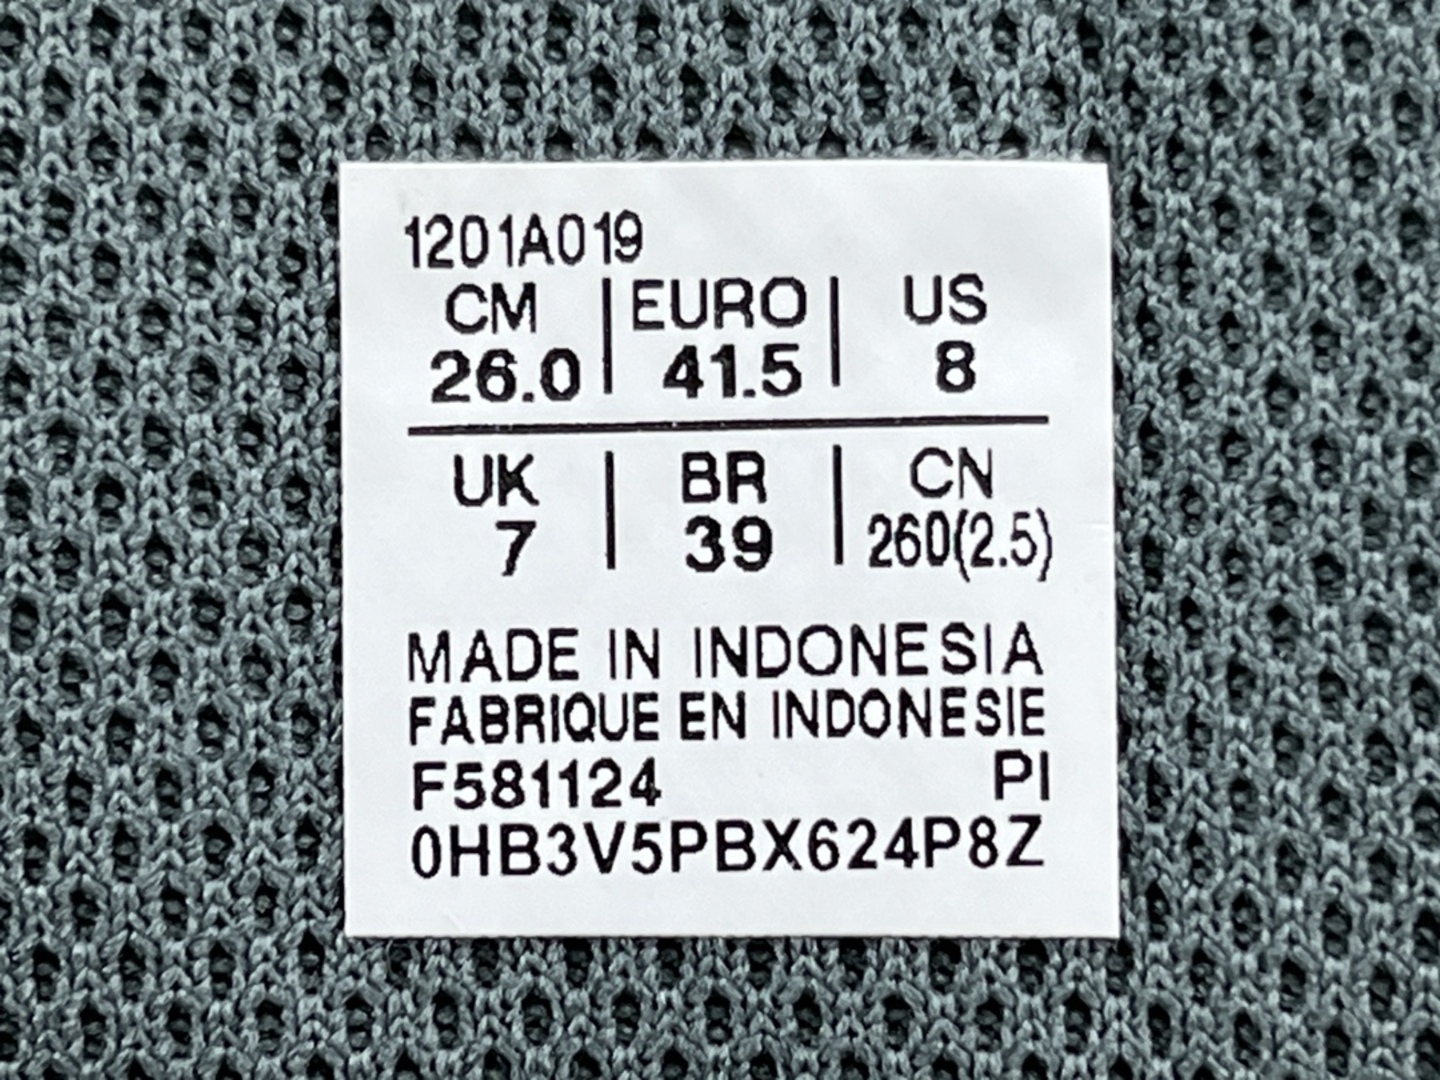 1201A019
CM | EURO | US
26.0 | 41.5 | 8
UK | BR | CN
7 | 39 | 260(2.5)
MADE IN INDONESIA
FABRIQUE EN INDONESIE
F581124 PI
0HB3V5PBX624P8Z